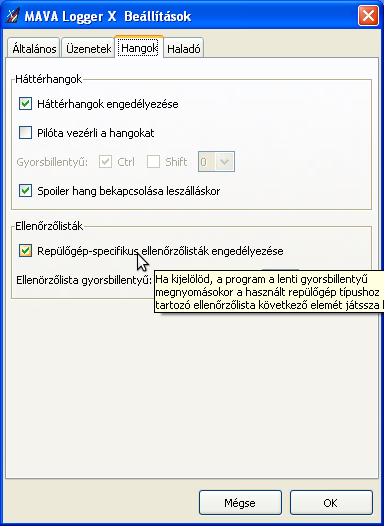 MAVA Logger X Beállítások
Általános Üzenetek Hangok Haladó
Háttérhangok
Háttérhangok engedélyezése
Pilóta vezérli a hangokat
Gyorsbillentyű: Ctrl Shift 0
Spoiler hang bekapcsolása leszálláskor
Ellenőrzőlisták
Repülőgép-specifikus ellenőrzőlisták engedélyezése
Ellenörzőlista gyorsbillentyű:
Ha kijelölöd, a program a lenti gyorsbillentyű
megnyomásokor a használt repülőgép típushoz
tartozó ellenőrzőlista következő elemét játssza
Mégse OK